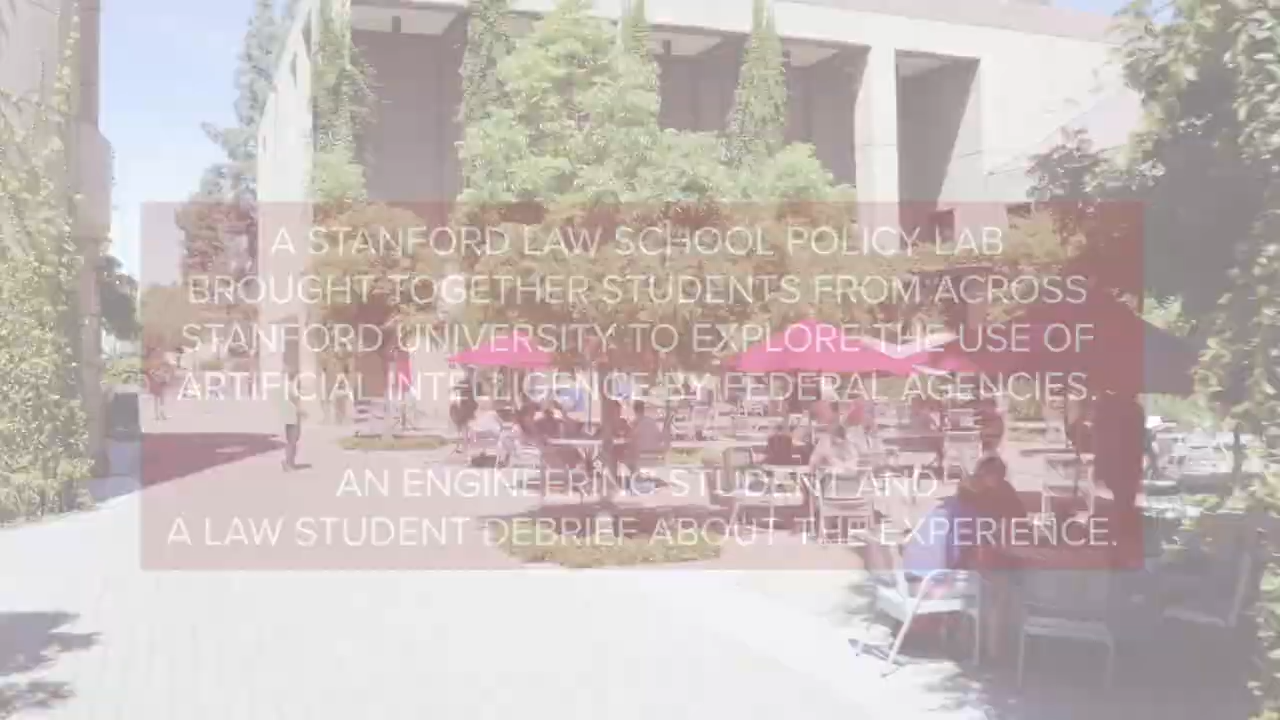 A STANFORD LAW SCHOOL POLICY LAB
BROUGHT TOGETHER STUDENTS FROM ACROSS
STANFORD UNIVERSITY TO EXPLORE THE USE OF
ARTIFICIAL INTELLIGENCE BY FEDERAL AGENCIES.
AN ENGINEERING STUDENT AND
A LAW STUDENT DEBRIEF ABOUT THE EXPERIENCE.